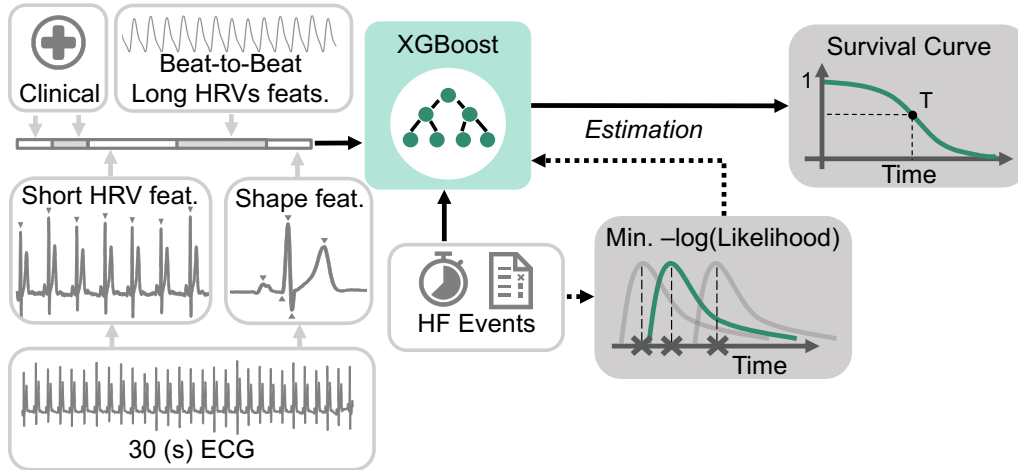 Clinical
Beat-to-Beat
Long HRVs feats.
Short HRV feat.
Shape feat.
30 (s) ECG
XGBoost
HF Events
Estimation
Min. –log(Likelihood)
Time
Survival Curve
1
T
Time